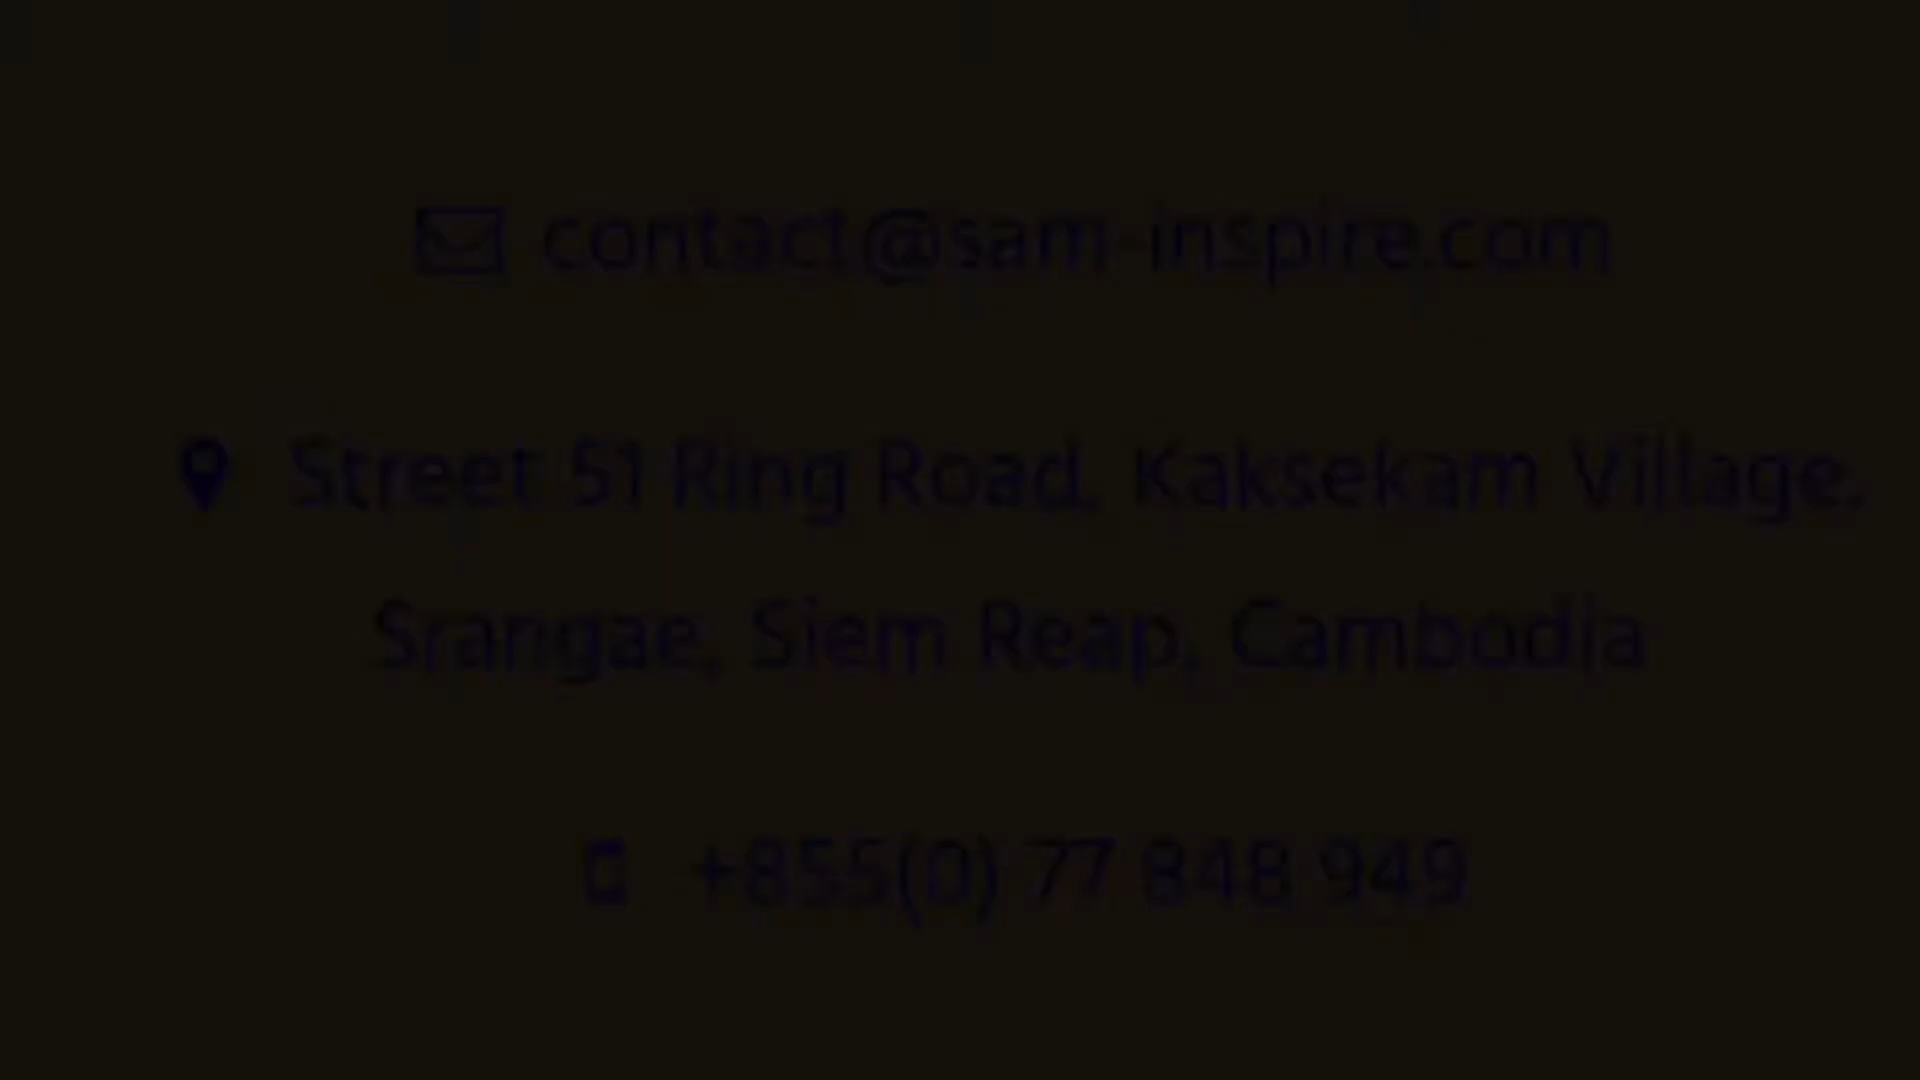 contact@sam-inspire.com
Street 51 Ring Road, Kaksekam Village,
Srangae, Siem Reap, Cambodia
+855(0) 77 848 949